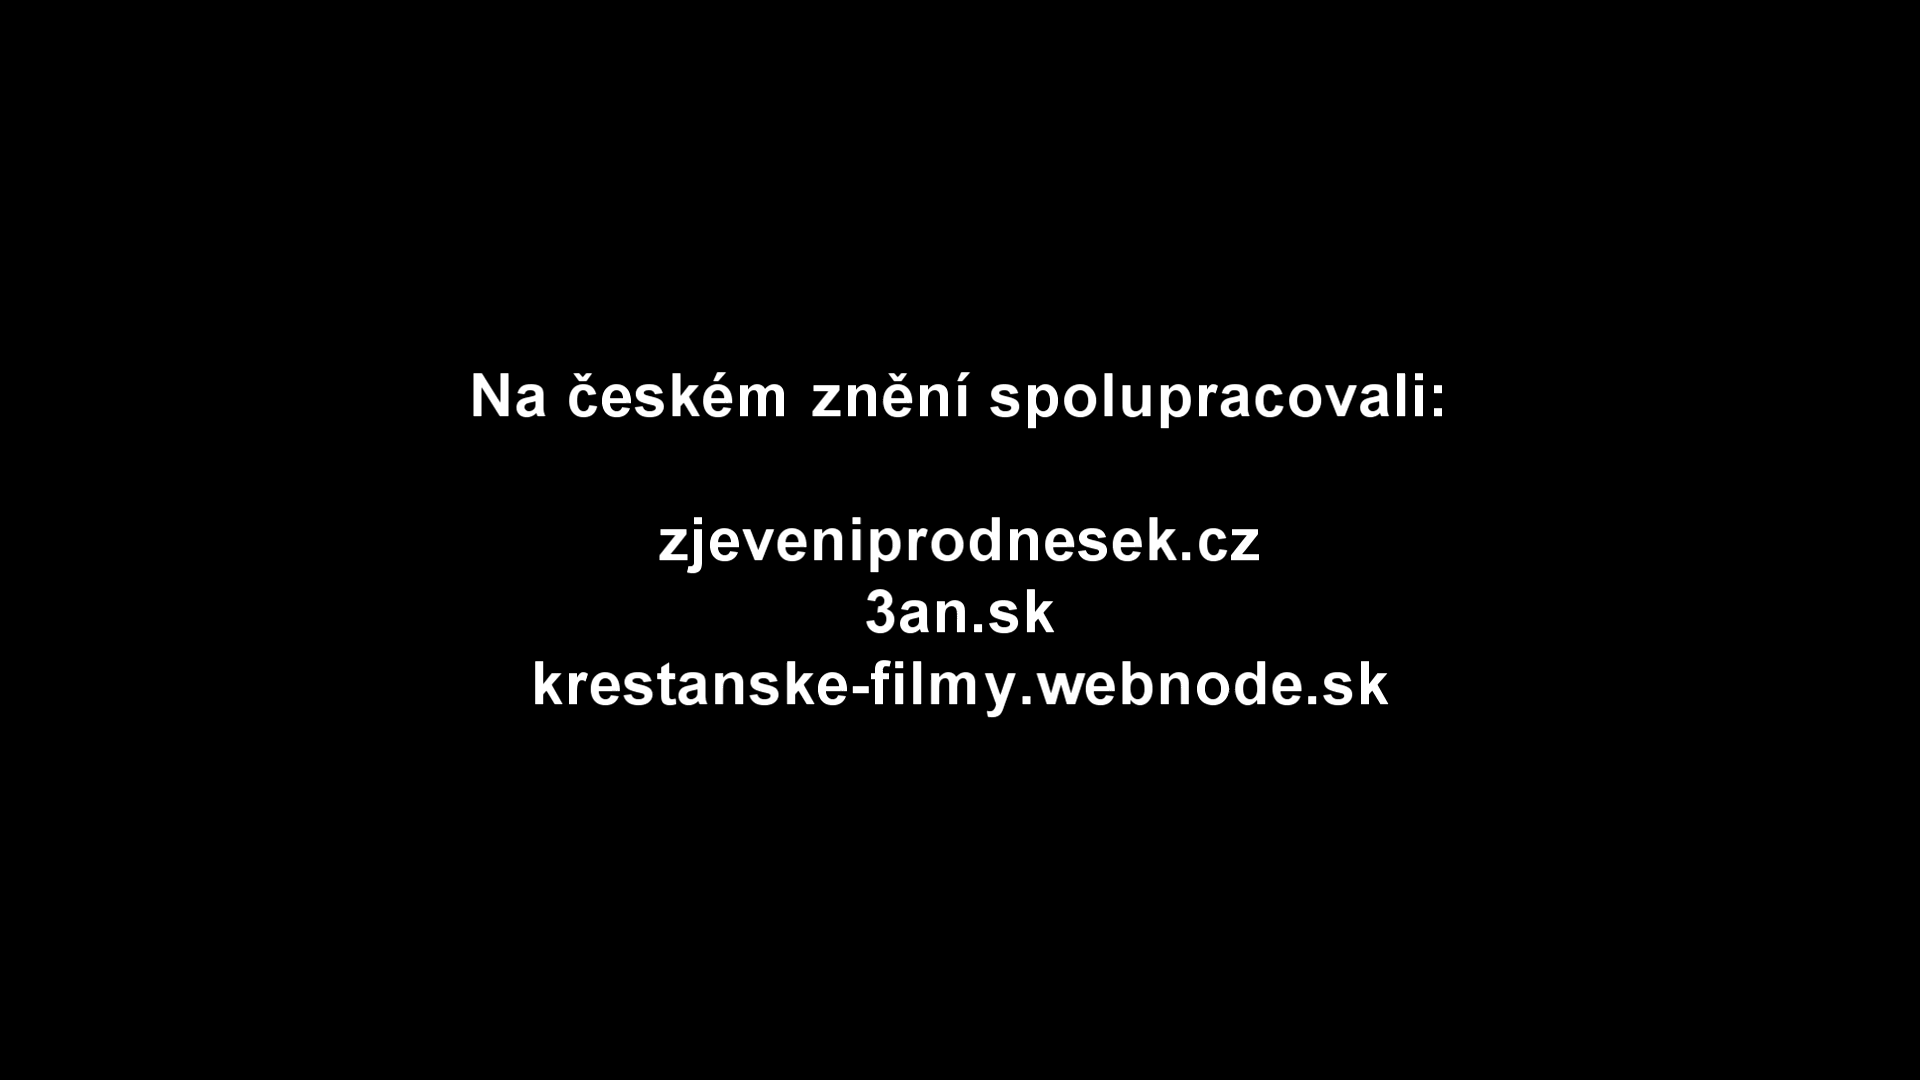 Na českém znění spolupracovali:
zjeveniprodnesek.cz
3an.sk
krestanske-filmy.webnode.sk